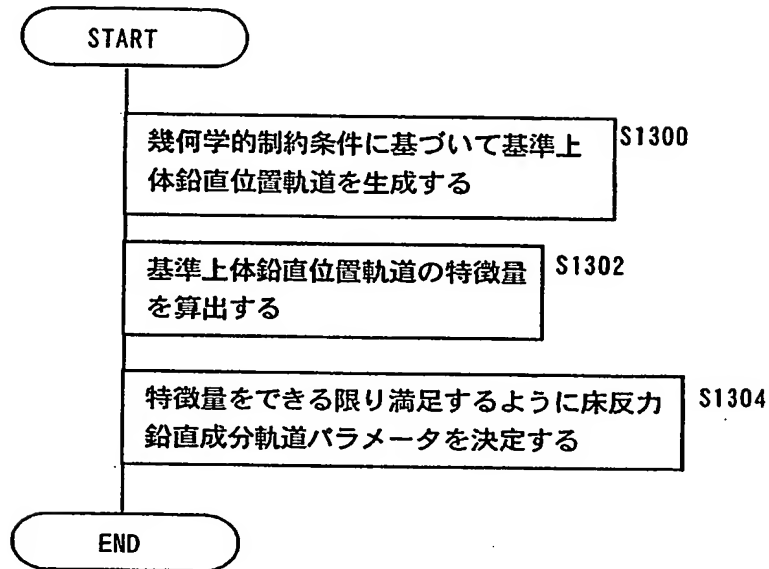 START
幾何学的制約条件に基づいて基準上
体鉛直位置軌道を生成する
S1300
基準上体鉛直位置軌道の特徴量
を算出する
S1302
特徴量をできる限り満足するように床反力
鉛直成分軌道パラメータを決定する
S1304
END